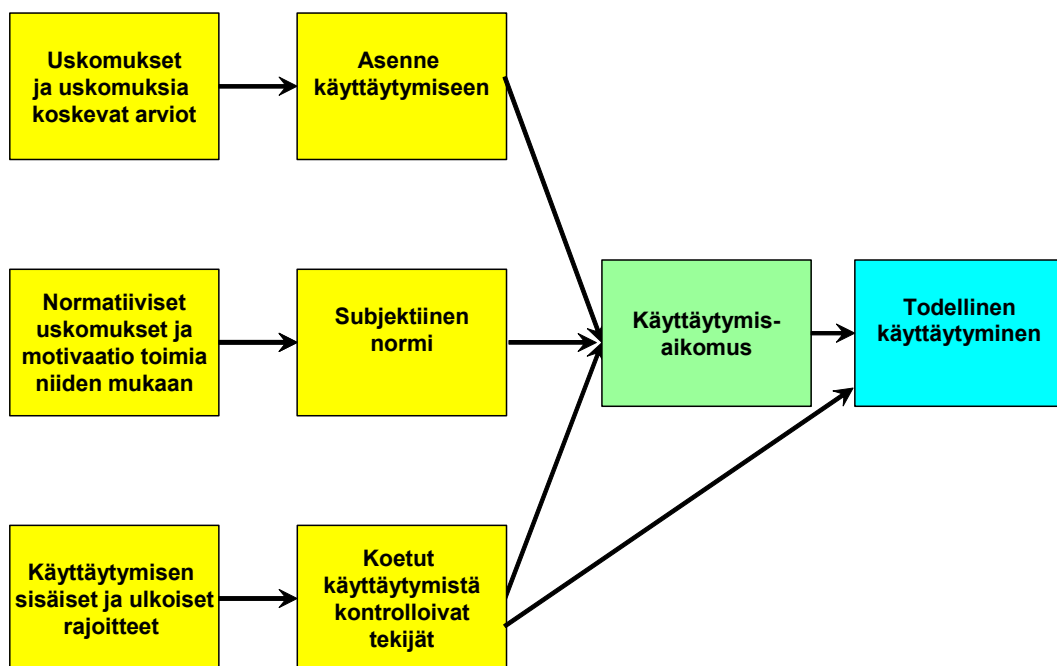 Uskomukset
ja uskomuksia
koskevat arviot
Asenne
käyttäytymiseen
Normatiiviset
uskomukset ja
motivaatio toimia
niiden mukaan
Subjektiinen
normi
Käyttäytymis-
aikomus
Todellinen
käyttäytyminen
Käyttäytymisen
sisäiset ja ulkoiset
rajoitteet
Koetut
käyttäytymistä
kontrolloivat
tekijät